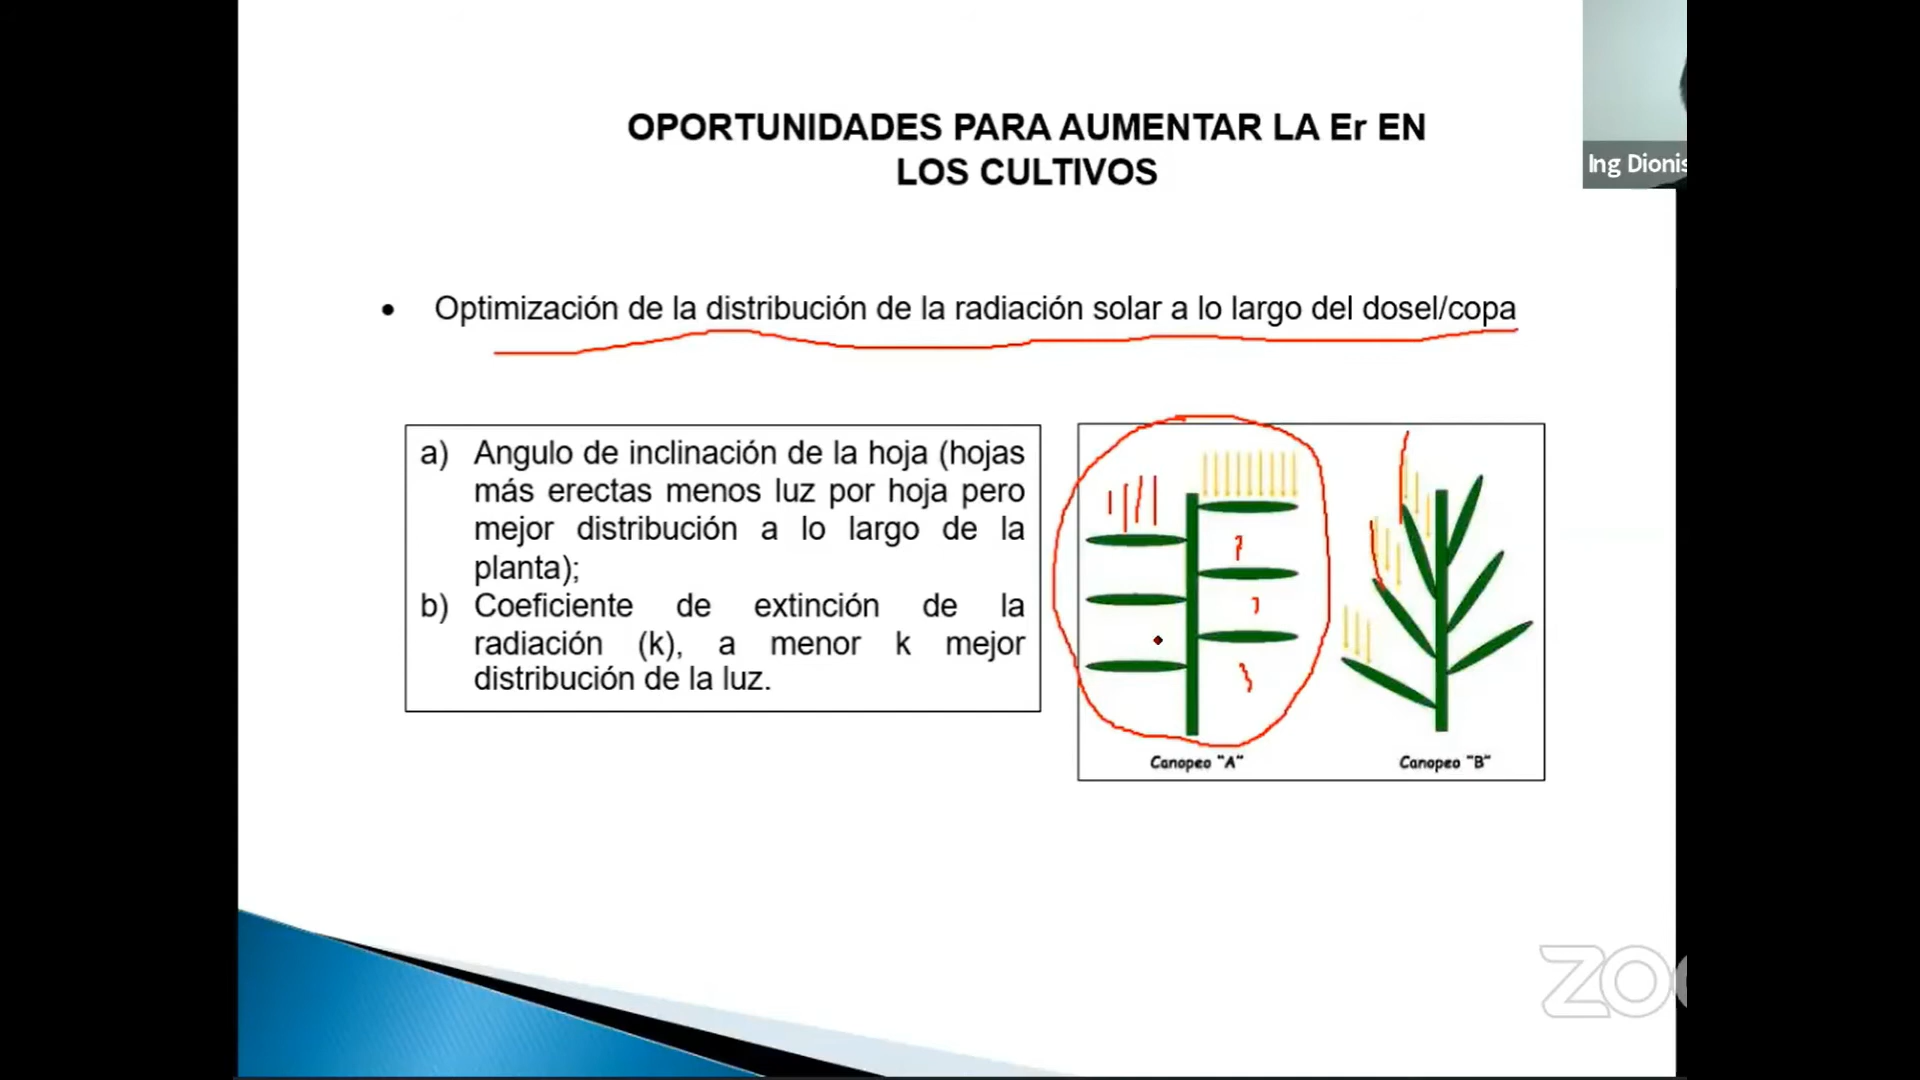 OPORTUNIDADES PARA AUMENTAR LA Er EN
LOS CULTIVOS
Ing Dionis
• Optimización de la distribución de la radiación solar a lo largo del dosel/copa
a) Angulo de inclinación de la hoja (hojas
más erectas menos luz por hoja pero
mejor distribución a lo largo de la
planta);
b) Coeficiente de extinción de la
radiación (k), a menor k mejor
distribución de la luz.
Canopeo "A"
Canopeo "B"
ZO